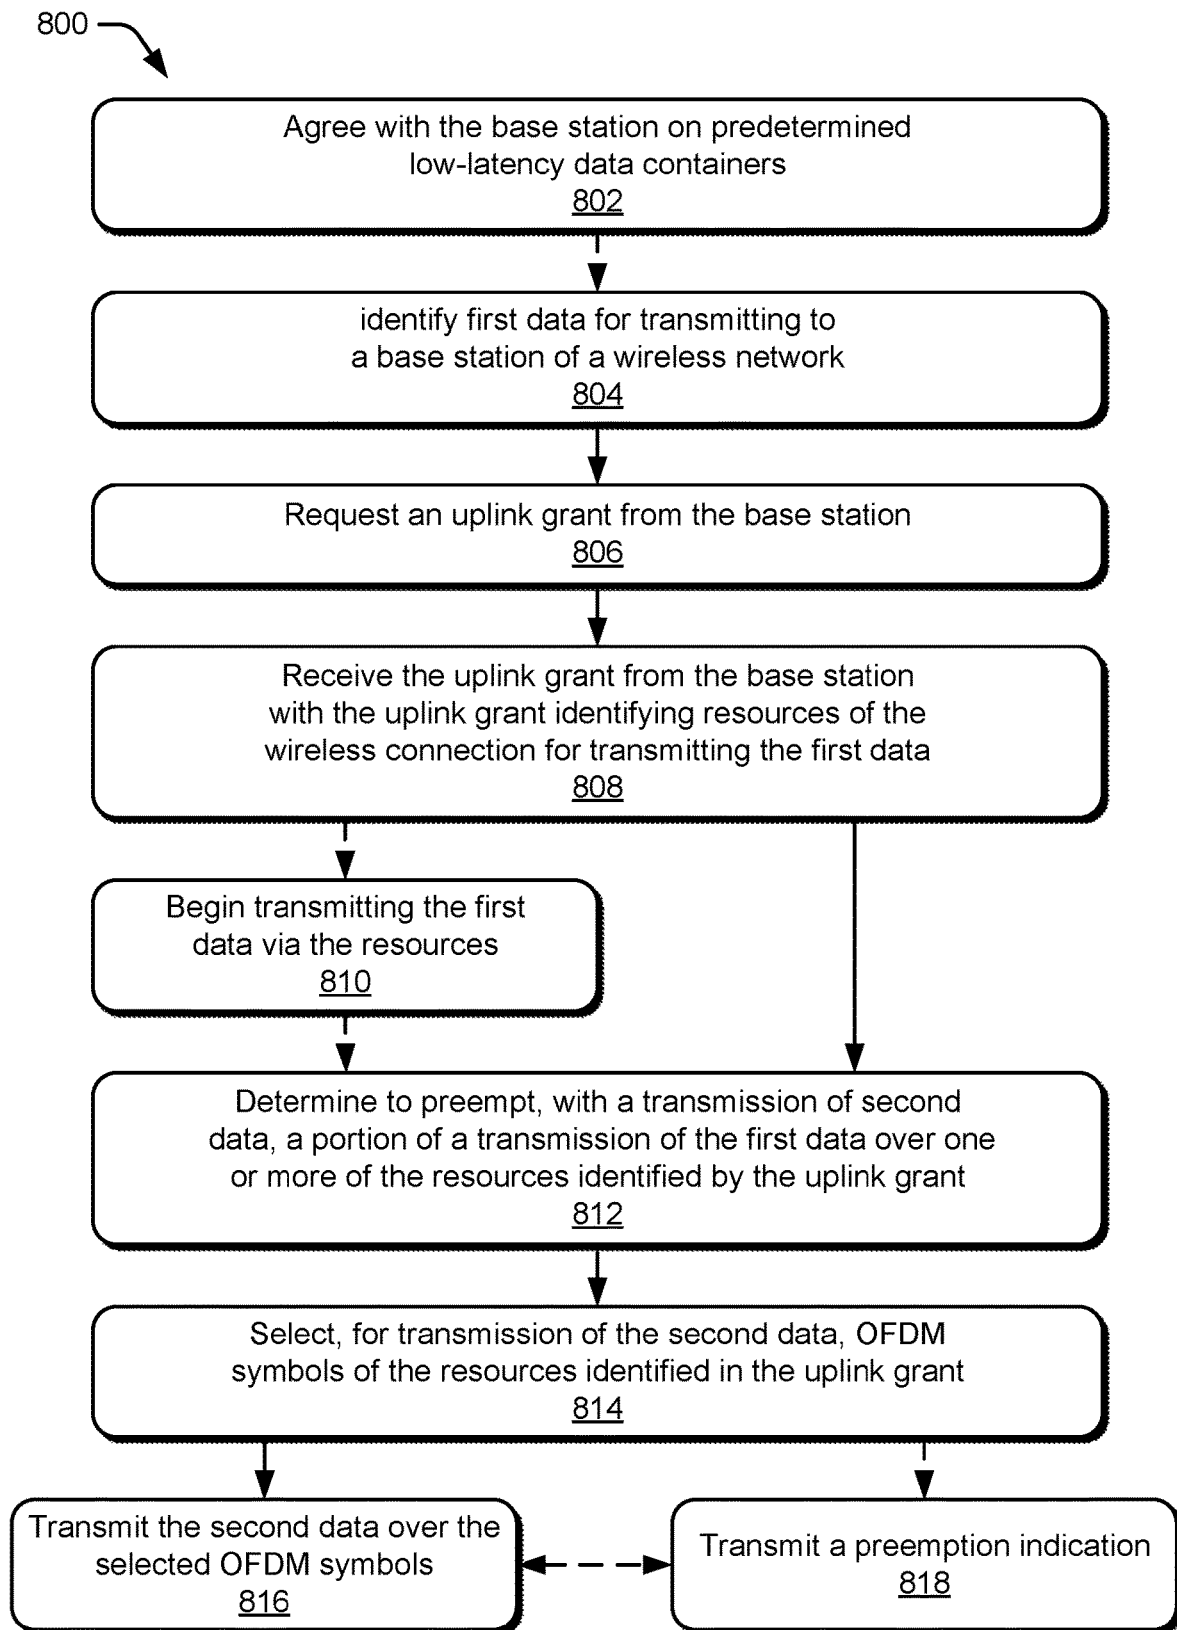 800
Agree with the base station on predetermined
low-latency data containers
802
identify first data for transmitting to
a base station of a wireless network
804
Request an uplink grant from the base station
806
Receive the uplink grant from the base station
with the uplink grant identifying resources of the
wireless connection for transmitting the first data
808
Begin transmitting the first
data via the resources
810
Determine to preempt, with a transmission of second
data, a portion of a transmission of the first data over one
or more of the resources identified by the uplink grant
812
Select, for transmission of the second data, OFDM
symbols of the resources identified in the uplink grant
814
Transmit the second data over the
selected OFDM symbols
816
Transmit a preemption indication
818